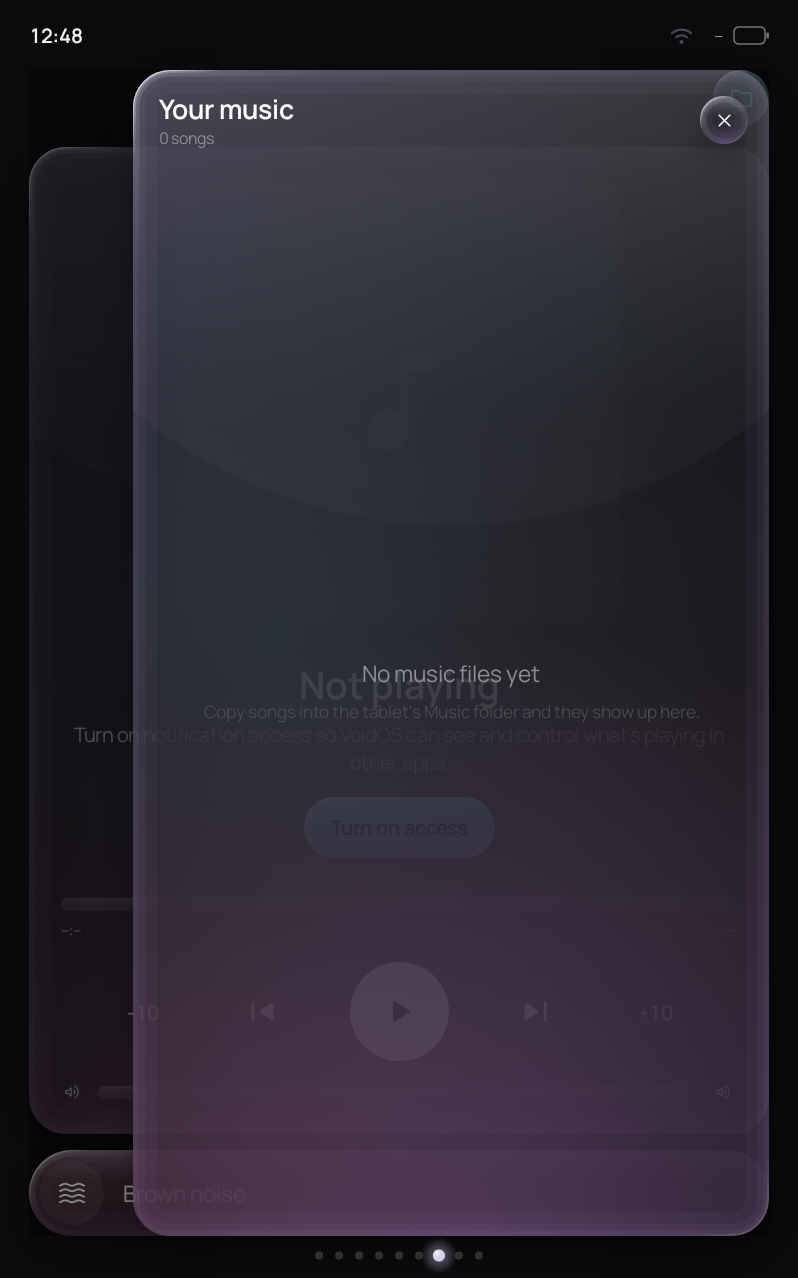 12:48
Your music
0 songs
No music files yet
Not playing
Copy songs into the tablet's Music folder and they show up here.
Turn on notification access so VoidOS can see and control what's playing in
other apps.
Turn on access
--:--
--:--
-10
+10
Brown noise